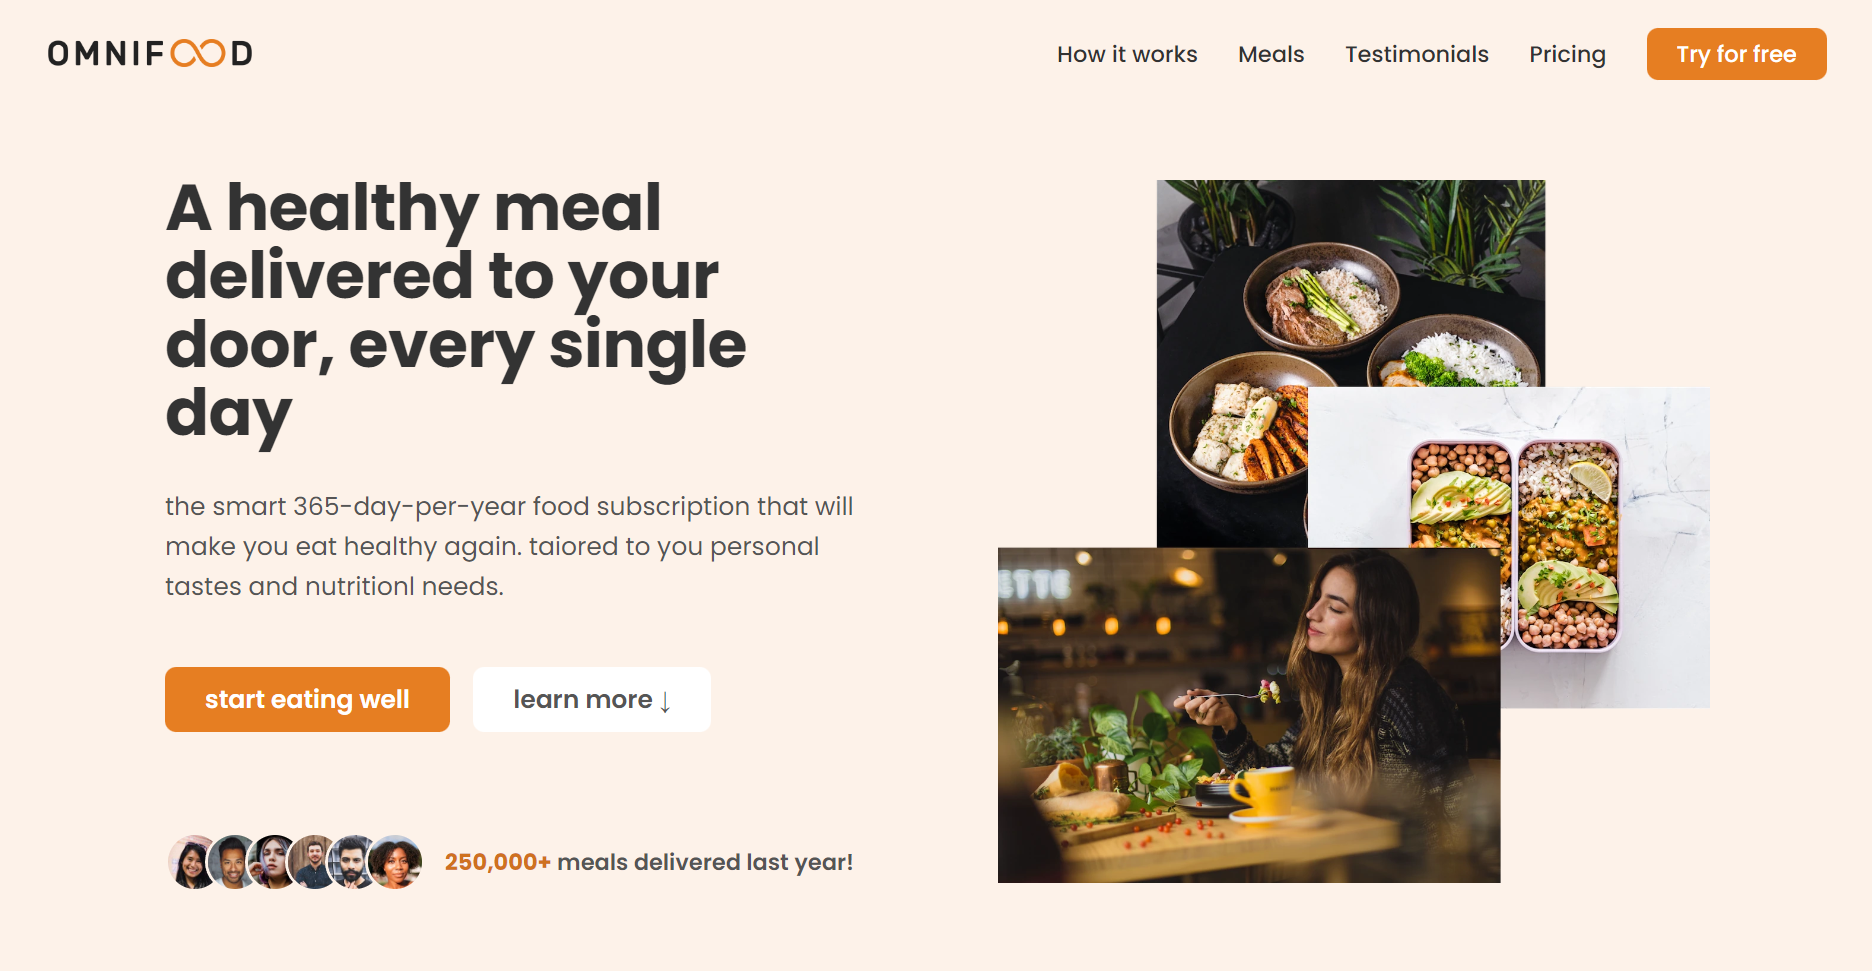 OMNIFOOD
How it works Meals Testimonials Pricing Try for free
A healthy meal
delivered to your
door, every single
day
the smart 365-day-per-year food subscription that will
make you eat healthy again. taiored to you personal
tastes and nutritionl needs.
start eating well learn more ↓
250,000+ meals delivered last year!
ETTE